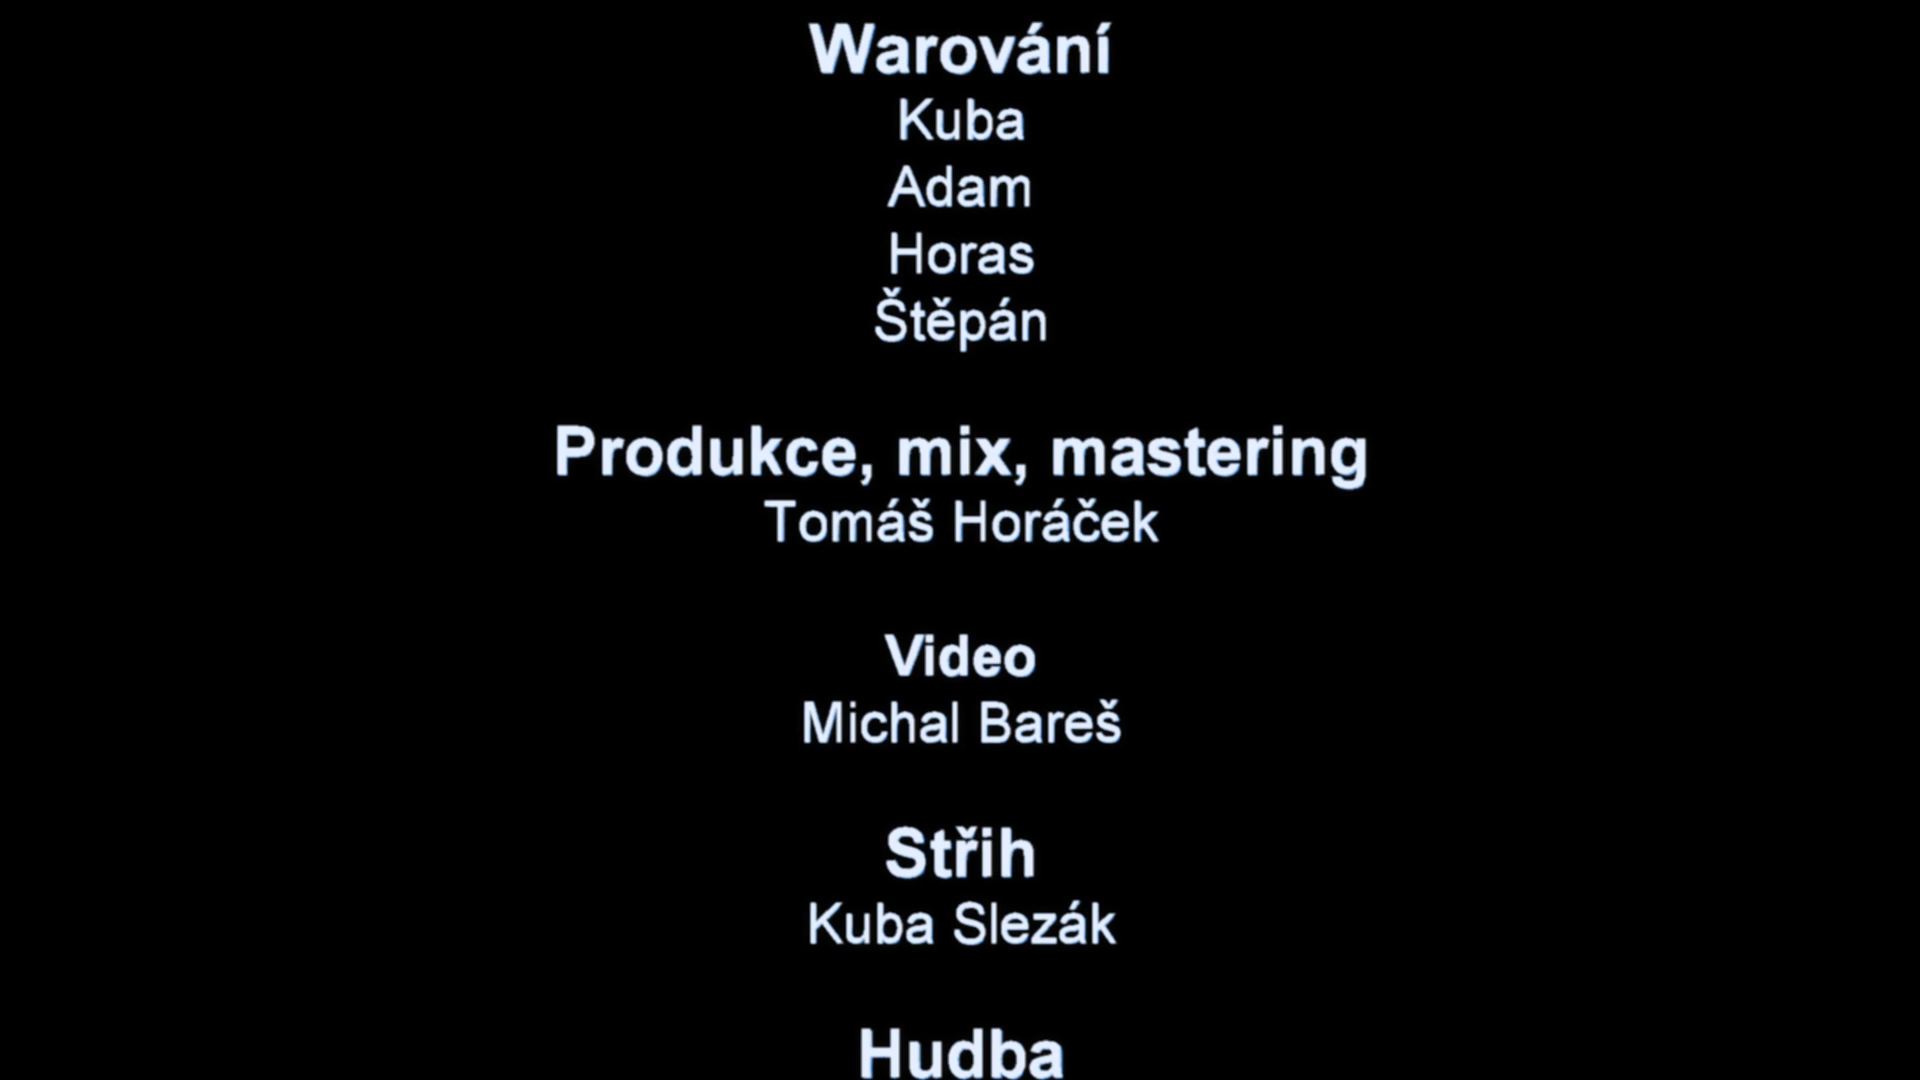 Warování
Kuba
Adam
Horas
Štěpán
Produkce, mix, mastering
Tomáš Horáček
Video
Michal Bareš
Střih
Kuba Slezák
Hudba